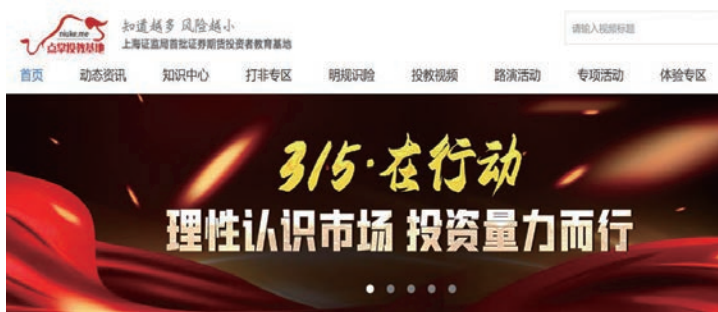 niuke.me
点掌投教基地
知道越多 风险越小
上海证监局首批证券期货投资者教育基地
请输入视频标题
首页 动态资讯 知识中心 打非专区 明规识险 投教视频 路演活动 专项活动 体验专区
3/5·在行动
理性认识市场 投资量力而行